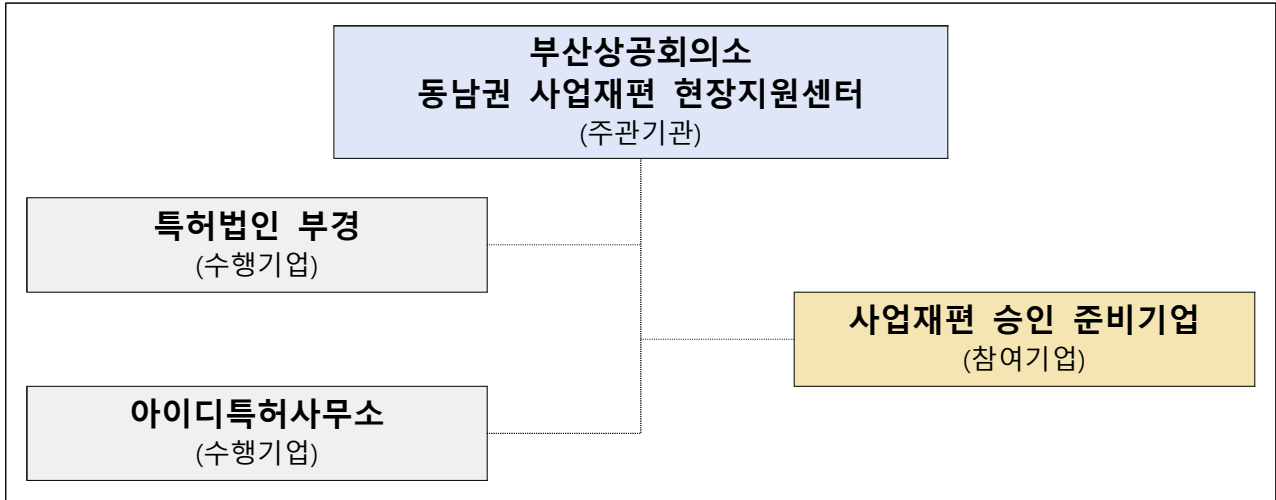 부산상공회의소
동남권 사업재편 현장지원센터
(주관기관)
특허법인 부경
(수행기업)
사업재편 승인 준비기업
(참여기업)
아이디특허사무소
(수행기업)